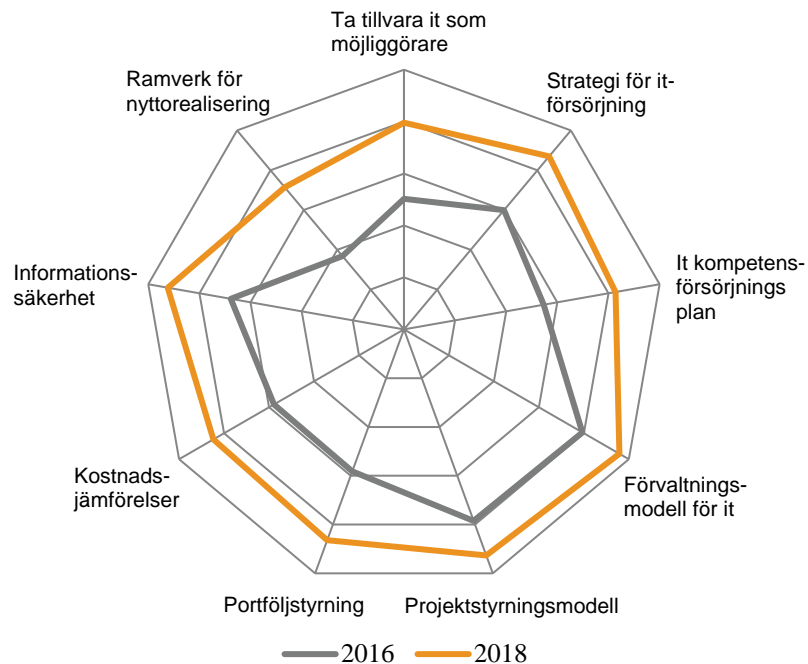 Ta tillvara it som
möjliggörare
Strategi för it-
försörjning
It kompetens-
försörjnings
plan
Förvaltnings-
modell för it
Projektstyrningsmodell
Portföljstyrning
Kostnads-
jämförelser
Informations-
säkerhet
Ramverk för
nyttorealisering
2016
2018